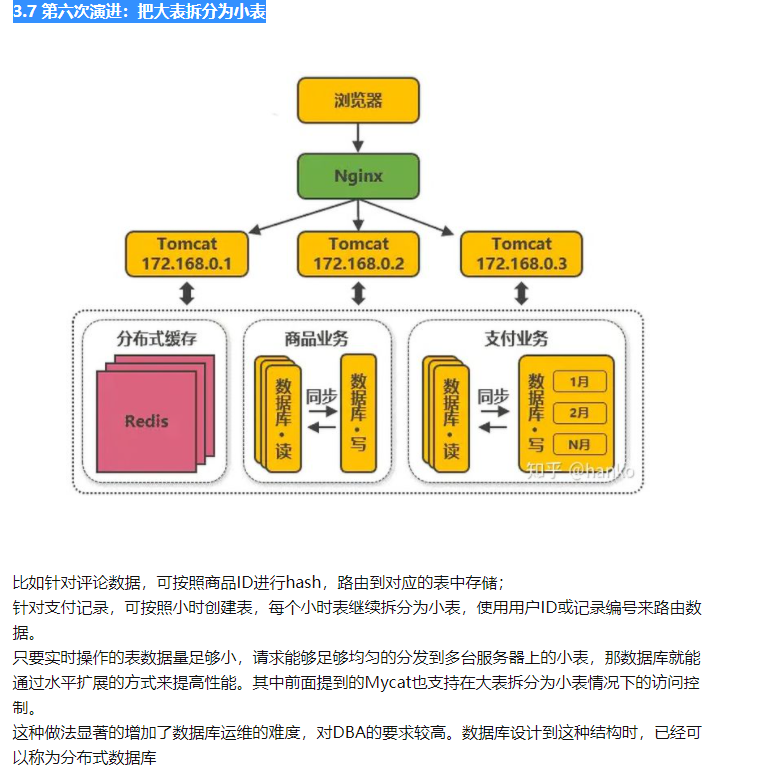 3.7 第六次演进：把大表拆分为小表
浏览器
Nginx
Tomcat
172.168.0.1
Tomcat
172.168.0.2
Tomcat
172.168.0.3
分布式缓存
Redis
商品业务
数据库·读
同步
数据库·写
支付业务
数据库·读
同步
数据库·写
1月
2月
N月
知乎 @hanko
比如针对评论数据，可按照商品ID进行hash，路由到对应的表中存储；
针对支付记录，可按照小时创建表，每个小时表继续拆分为小表，使用用户ID或记录编号来路由数
据。
只要实时操作的表数据量足够小，请求能够足够均匀的分发到多台服务器上的小表，那数据库就能
通过水平扩展的方式来提高性能。其中前面提到的Mycat也支持在大表拆分为小表情况下的访问控
制。
这种做法显著的增加了数据库运维的难度，对DBA的要求较高。数据库设计到这种结构时，已经可
以称为分布式数据库